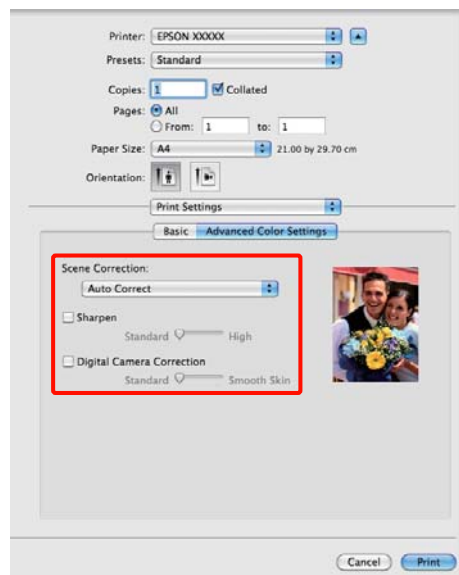 Printer: EPSON XXXXX
Presets: Standard
Copies: 1 Collated
Pages: All
From: 1 to: 1
Paper Size: A4 21.00 by 29.70 cm
Orientation:
Print Settings
Basic Advanced Color Settings
Scene Correction:
Auto Correct
Sharpen
Standard High
Digital Camera Correction
Standard Smooth Skin
Cancel Print